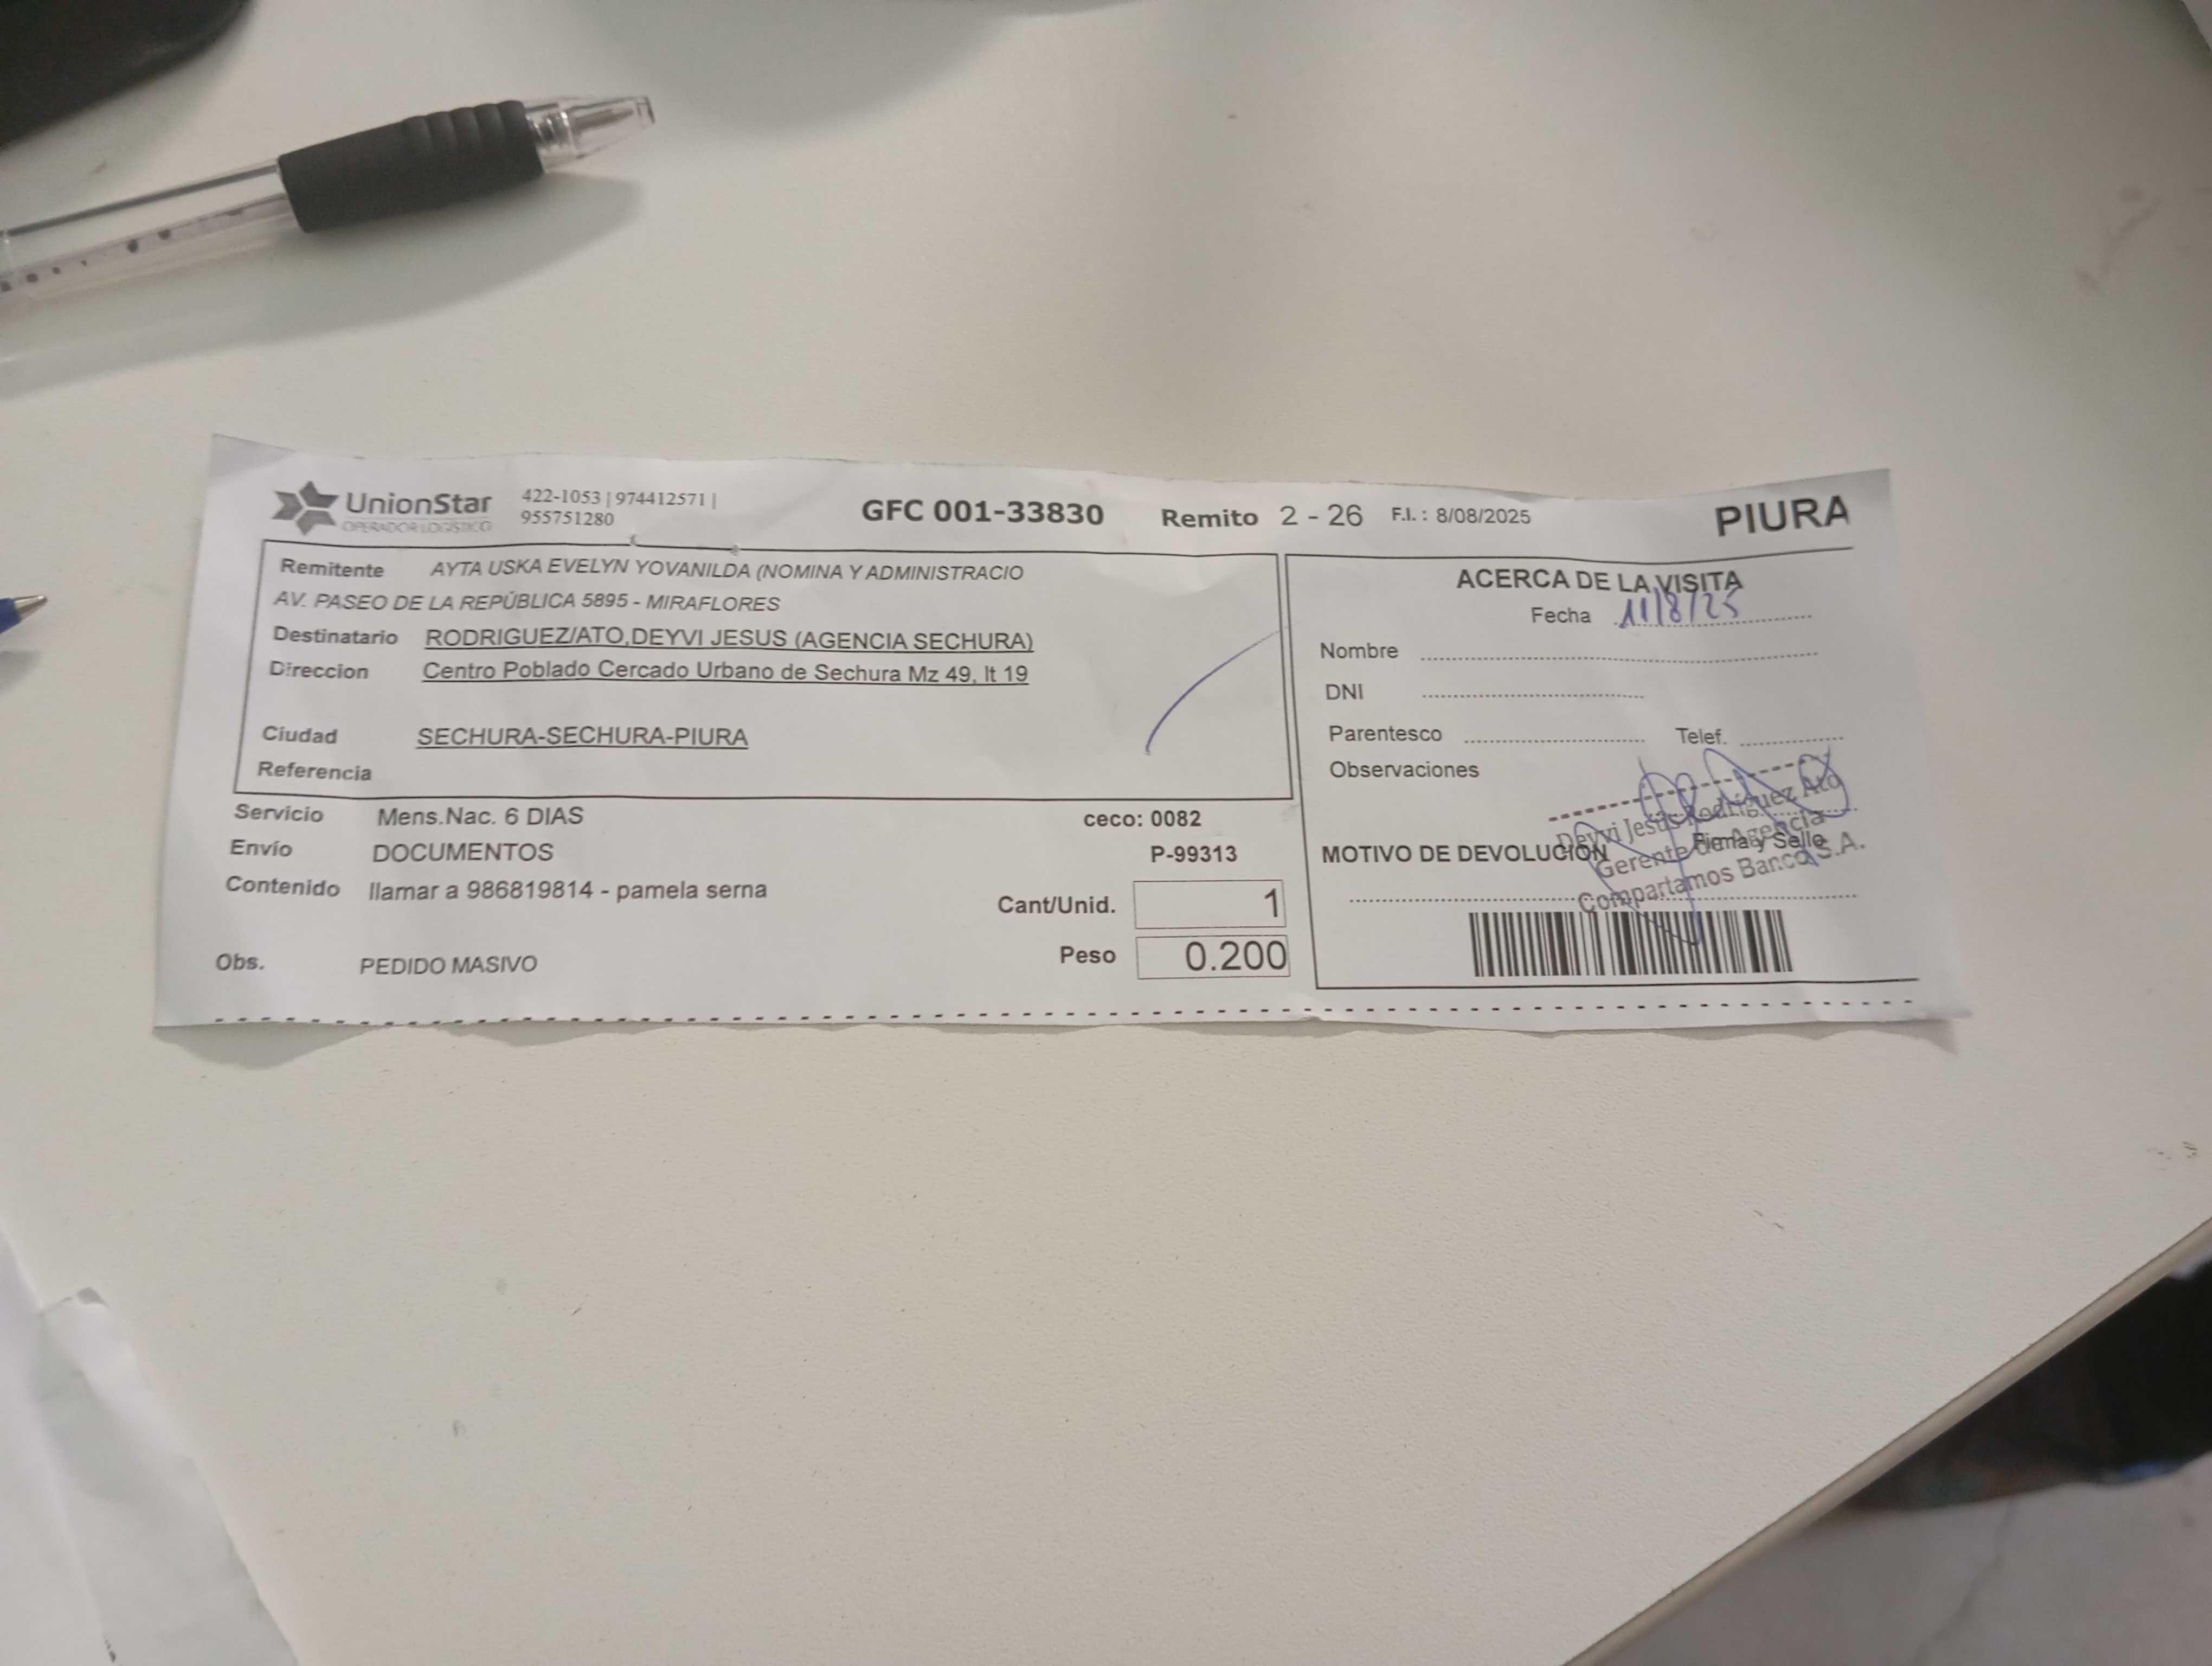 UnionStar
OPERADOR LOGÍSTICO
422-1053 | 974412571 |
955751280
GFC 001-33830
Remito 2 - 26
F.I. : 8/08/2025
PIURA
Remitente AYTA USKA EVELYN YOVANILDA (NOMINA Y ADMINISTRACIO
AV. PASEO DE LA REPÚBLICA 5895 - MIRAFLORES
Destinatario RODRIGUEZ/ATO,DEYVI JESUS (AGENCIA SECHURA)
Direccion Centro Poblado Cercado Urbano de Sechura Mz 49, lt 19
Ciudad SECHURA-SECHURA-PIURA
Referencia
Servicio Mens.Nac. 6 DIAS
ceco: 0082
Envío DOCUMENTOS
P-99313
Contenido llamar a 986819814 - pamela serna
Cant/Unid. 1
Peso 0.200
Obs. PEDIDO MASIVO
ACERCA DE LA VISITA
Fecha 11/8/25
Nombre
DNI
Parentesco Telef.
Observaciones
Deyvi Jesús Rodríguez Ato
Gerente de Agencia
Compartamos Banco S.A.
Firma y Sello
MOTIVO DE DEVOLUCIÓN